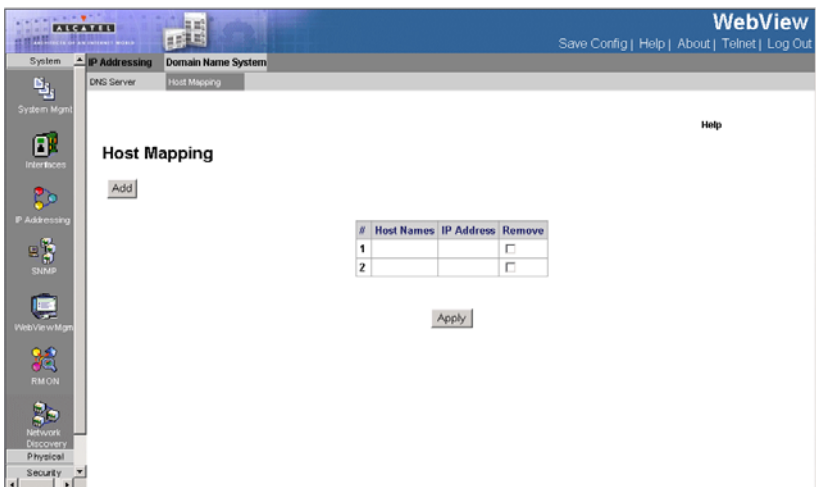 ALCATEL
WebView
Save Config | Help | About | Telnet | Log Out
System
IP Addressing
Domain Name System
DNS Server
Host Mapping
System Mgmt
Help
Host Mapping
Interfaces
Add
IP Addressing
# Host Names IP Address Remove
1
2
SNMP
Apply
WebViewMgm
RMON
Network
Discovery
Physical
Security